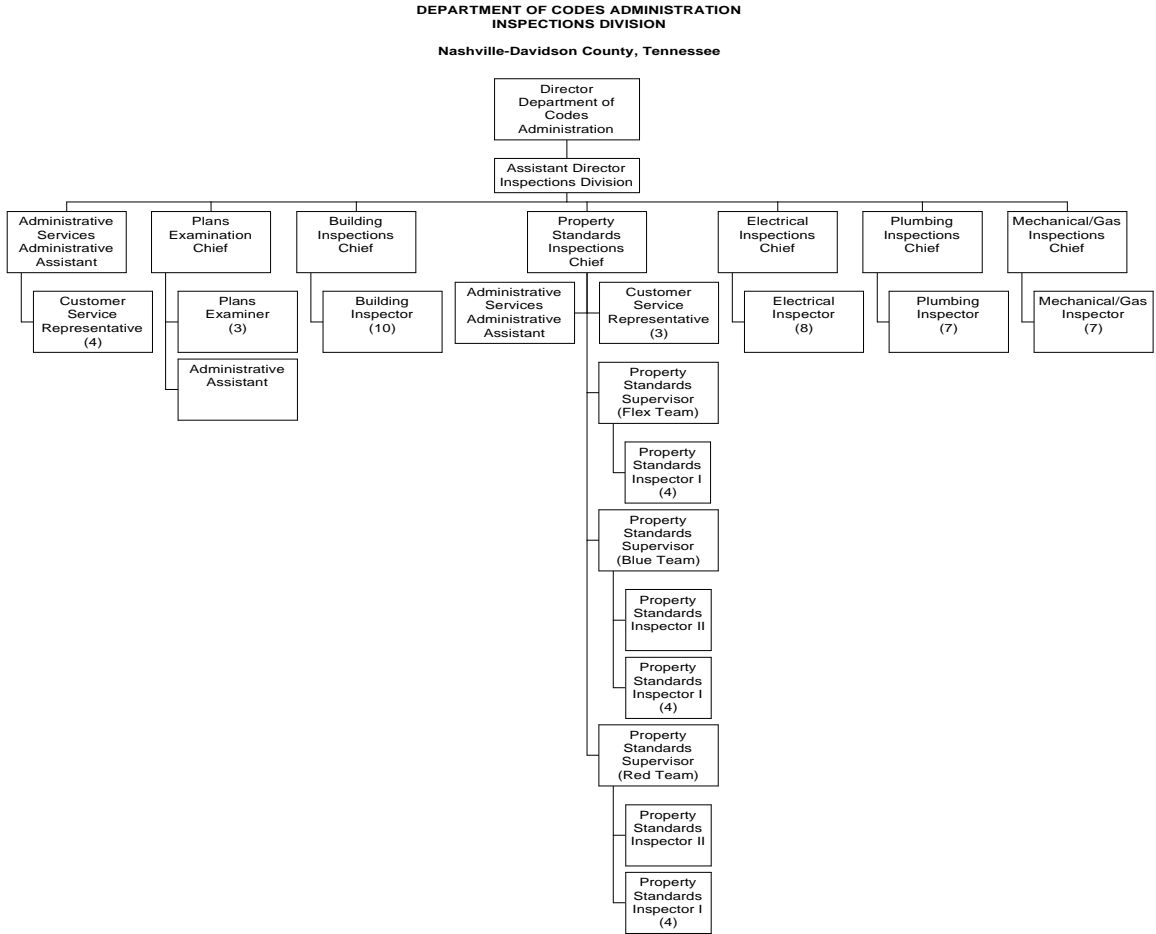 DEPARTMENT OF CODES ADMINISTRATION
INSPECTIONS DIVISION
Nashville-Davidson County, Tennessee
Director
Department of
Codes
Administration
Assistant Director
Inspections Division
Administrative
Services
Administrative
Assistant
Plans
Examination
Chief
Building
Inspections
Chief
Property
Standards
Inspections
Chief
Electrical
Inspections
Chief
Plumbing
Inspections
Chief
Mechanical/Gas
Inspections
Chief
Customer
Service
Representative
(4)
Plans
Examiner
(3)
Administrative
Assistant
Building
Inspector
(10)
Administrative
Services
Administrative
Assistant
Customer
Service
Representative
(3)
Electrical
Inspector
(8)
Plumbing
Inspector
(7)
Mechanical/Gas
Inspector
(7)
Property
Standards
Supervisor
(Flex Team)
Property
Standards
Inspector I
(4)
Property
Standards
Supervisor
(Blue Team)
Property
Standards
Inspector II
Property
Standards
Inspector I
(4)
Property
Standards
Supervisor
(Red Team)
Property
Standards
Inspector II
Property
Standards
Inspector I
(4)